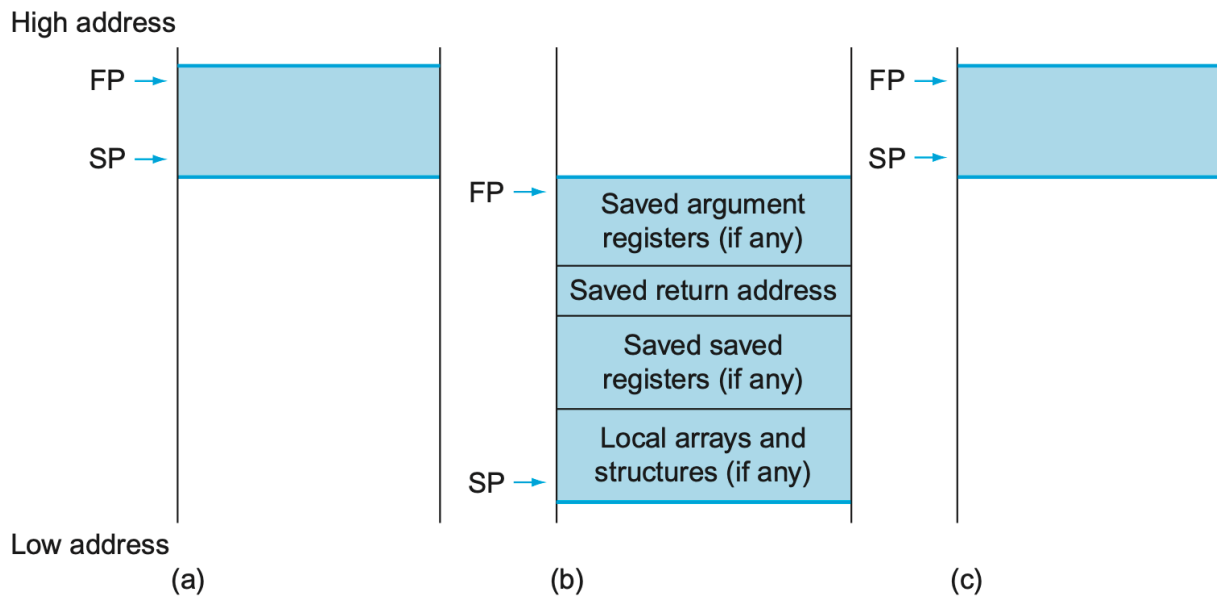 High address
FP
SP
FP
Saved argument
registers (if any)
Saved return address
Saved saved
registers (if any)
Local arrays and
structures (if any)
SP
FP
SP
Low address
(a)
(b)
(c)